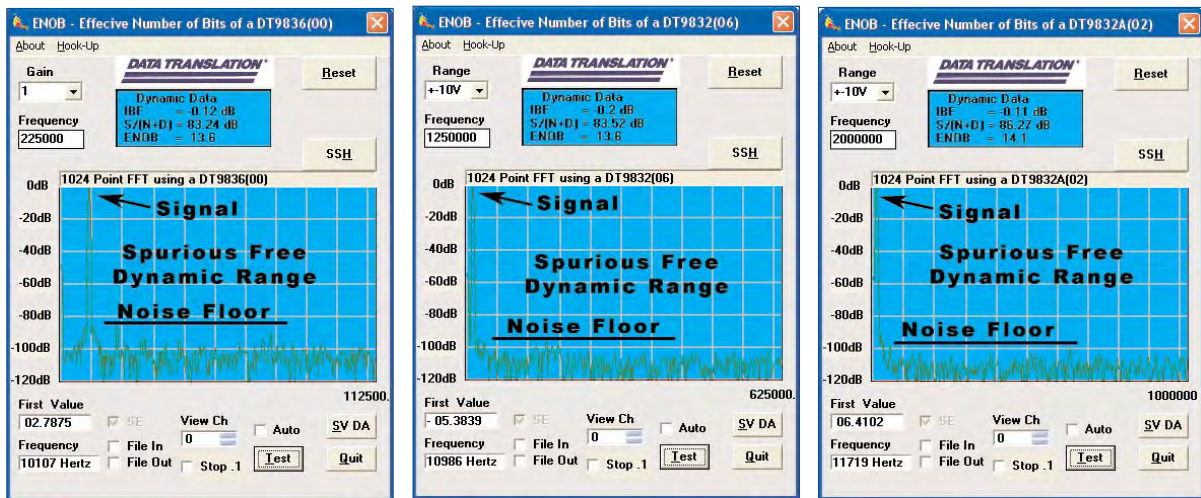 ENOB - Effecive Number of Bits of a DT9836(00)
About Hook-Up
Gain
1
DATA TRANSLATION
Reset
Dynamic Data
IBF = -0.12 dB
S/[N+D] = 83.24 dB
ENOB = 13.6
Frequency
225000
SSH
1024 Point FFT using a DT9836(00)
0dB
-20dB
-40dB
-60dB
-80dB
-100dB
-120dB
Signal
Spurious Free
Dynamic Range
Noise Floor
112500.
First Value
02.7875
SE
View Ch
0
Auto
SV DA
Frequency
10107 Hertz
File In
File Out
Stop .1
Test
Quit
ENOB - Effecive Number of Bits of a DT9832(06)
About Hook-Up
Range
+-10V
DATA TRANSLATION
Reset
Dynamic Data
IBF = -0.2 dB
S/[N+D] = 83.52 dB
ENOB = 13.6
Frequency
1250000
SSH
1024 Point FFT using a DT9832(06)
0dB
-20dB
-40dB
-60dB
-80dB
-100dB
-120dB
Signal
Spurious Free
Dynamic Range
Noise Floor
625000.
First Value
- 05.3839
SE
View Ch
0
Auto
SV DA
Frequency
10986 Hertz
File In
File Out
Stop .1
Test
Quit
ENOB - Effecive Number of Bits of a DT9832A(02)
About Hook-Up
Range
+-10V
DATA TRANSLATION
Reset
Dynamic Data
IBF = -0.11 dB
S/[N+D] = 86.27 dB
ENOB = 14.1
Frequency
2000000
SSH
1024 Point FFT using a DT9832A(02)
0dB
-20dB
-40dB
-60dB
-80dB
-100dB
-120dB
Signal
Spurious Free
Dynamic Range
Noise Floor
1000000
First Value
06.4102
SE
View Ch
0
Auto
SV DA
Frequency
11719 Hertz
File In
File Out
Stop .1
Test
Quit